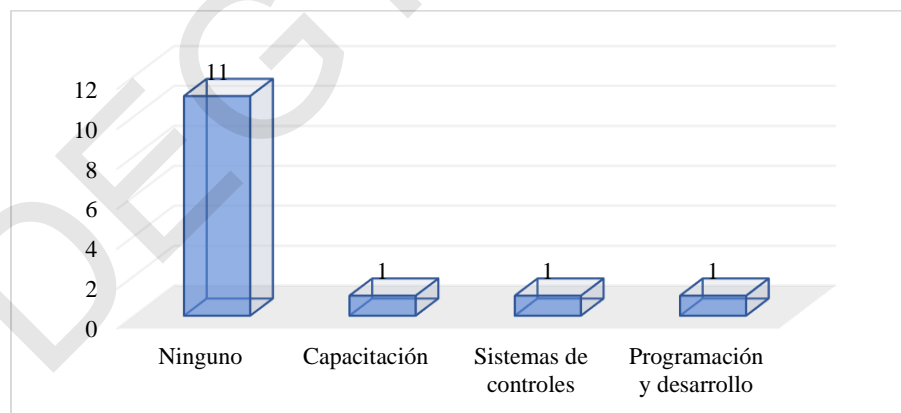 11
12
10
8
6
4
2
0
1
1
1
Ninguno
Capacitación
Sistemas de
controles
Programación
y desarrollo